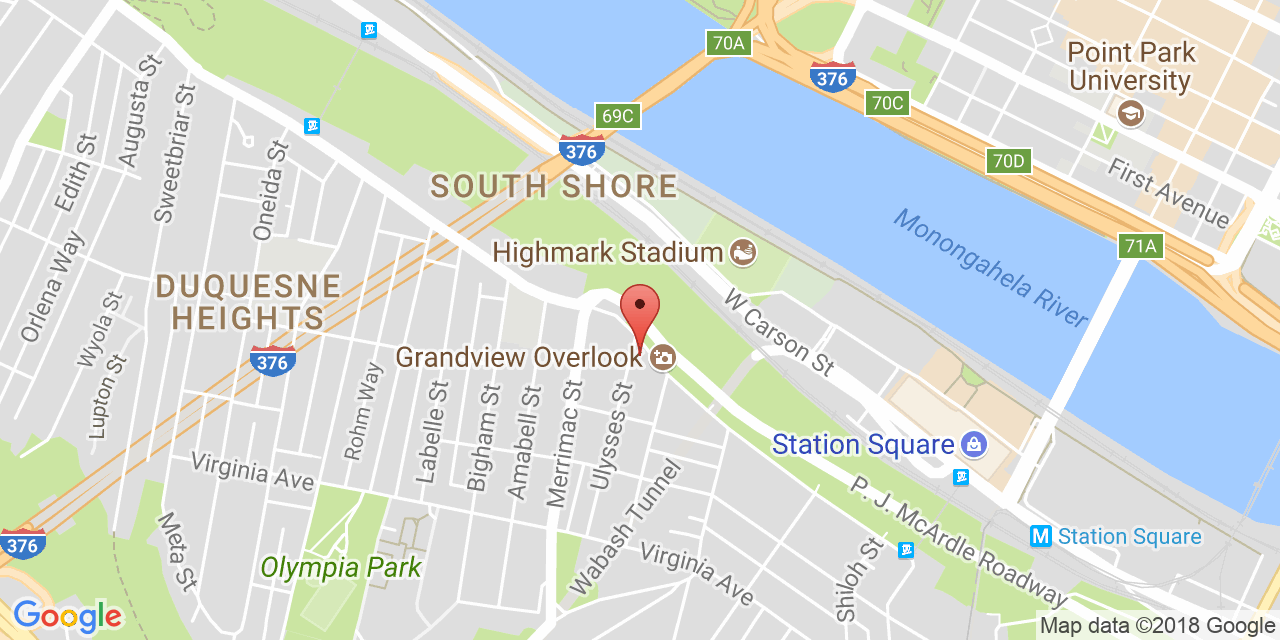 70A
Point Park
University
376
70C
69C
376
Augusta St
Edith St
Sweetbriar St
Oneida St
SOUTH SHORE
70D
First Avenue
Highmark Stadium
Monongahela River
71A
Orlena Way
DUQUESNE
HEIGHTS
Wyola St
W Carson St
376
Grandview Overlook
Lupton St
Rohm Way
Labelle St
Bigham St
Amabell St
Merrimac St
Ulysses St
Station Square
Virginia Ave
Wabash Tunnel
P. J. McArdle Roadway
376
Meta St
Olympia Park
Virginia Ave
Shiloh St
M Station Square
Google
Map data ©2018 Google